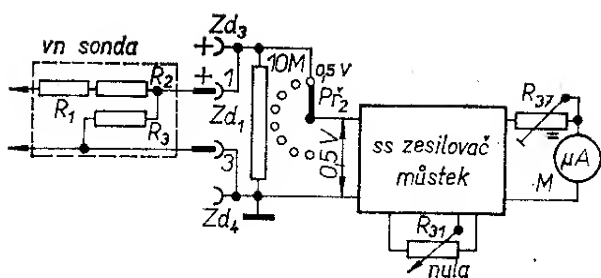 vn sonda
R₁
R₂
R₃
+
Zd₃
+
1
Zd₁
3
Zd₄
10M
0,5 V
Př₂
0,5 V
ss zesilovač
můstek
R₃₇
μA
M
R₃₁
nula